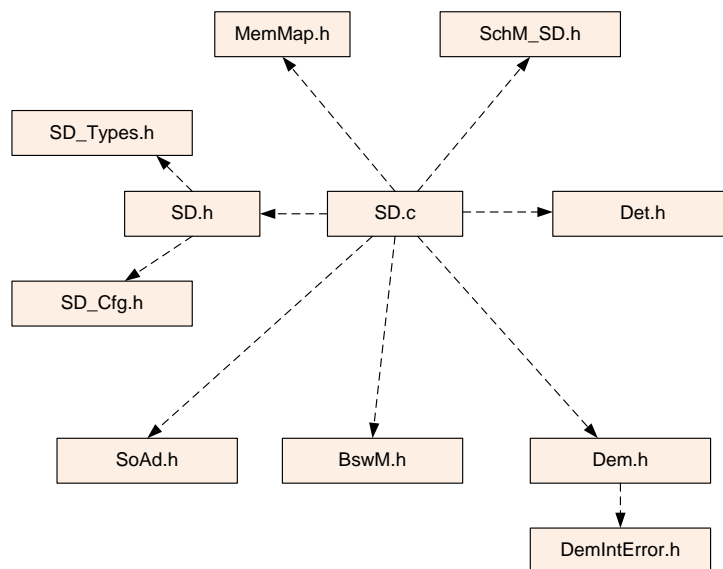 MemMap.h
SchM_SD.h
SD_Types.h
SD.h
SD.c
Det.h
SD_Cfg.h
SoAd.h
BswM.h
Dem.h
DemIntError.h